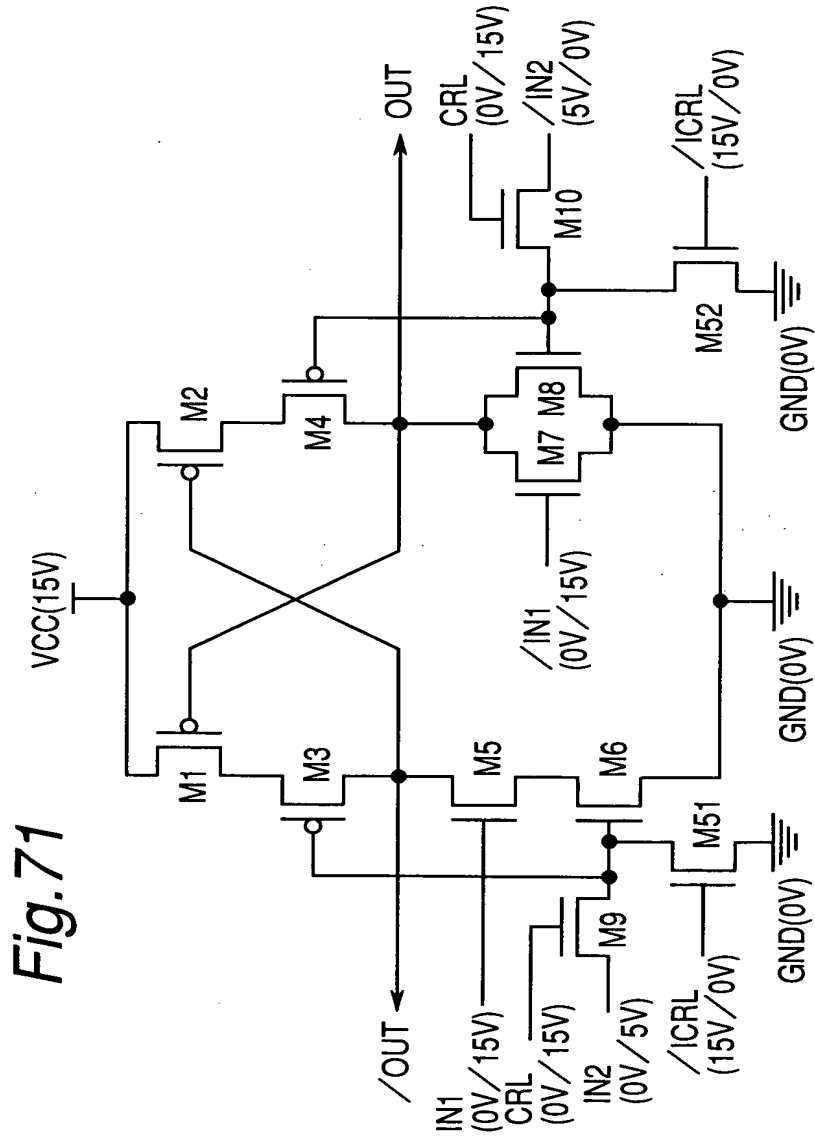 Fig.71
VCC(15V)
M1
M2
M3
M4
/OUT
OUT
IN1
(0V/15V)
CRL
(0V/15V)
IN2
(0V/5V)
/ICRL
(15V/0V)
M5
M6
M9
M51
GND(0V)
/IN1
(0V/15V)
M7
M8
GND(0V)
CRL
(0V/15V)
/IN2
(5V/0V)
M10
/ICRL
(15V/0V)
M52
GND(0V)